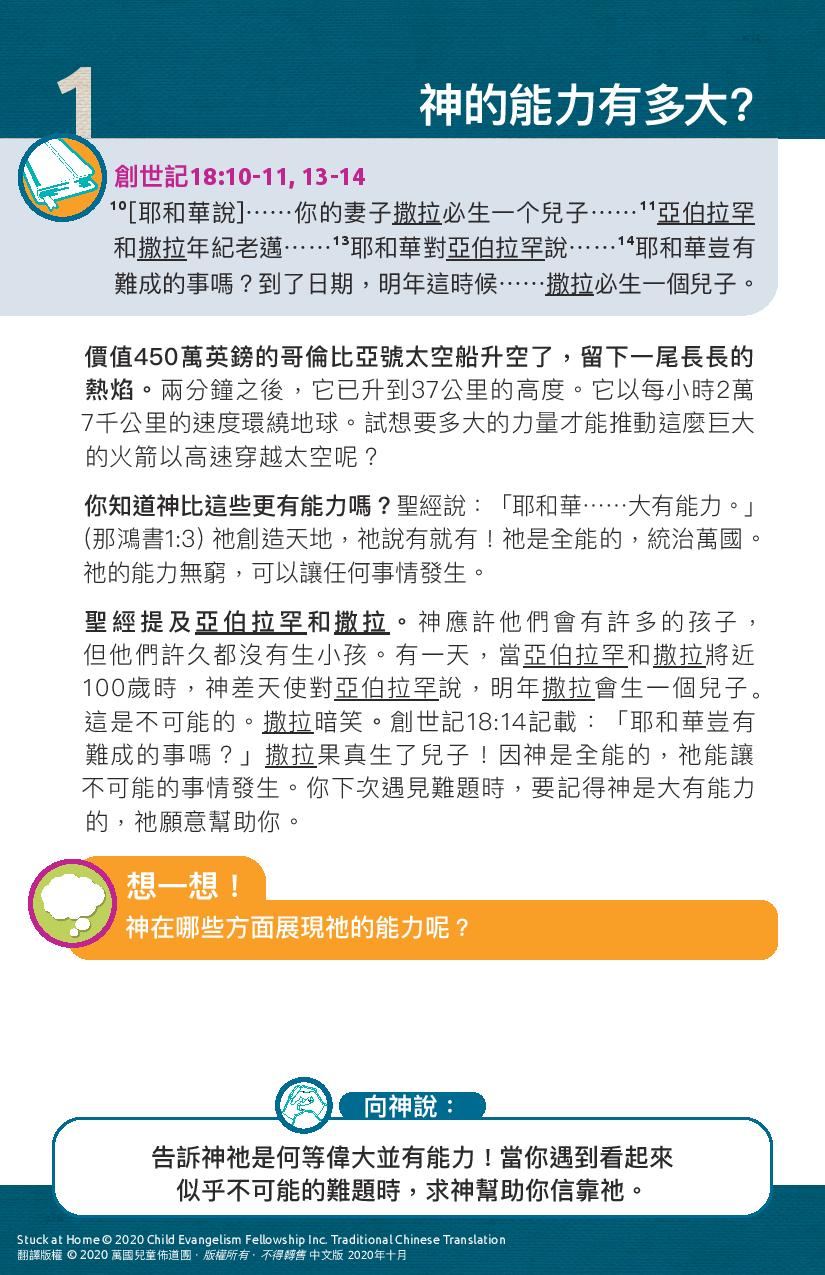 1
神的能力有多大?
創世記18:10-11, 13-14
¹⁰[耶和華說]⋯⋯你的妻子撒拉必生一个兒子⋯⋯¹¹亞伯拉罕
和撒拉年紀老邁⋯⋯¹³耶和華對亞伯拉罕說⋯⋯¹⁴耶和華豈有
難成的事嗎？到了日期，明年這時候⋯⋯撒拉必生一個兒子。
價值450萬英鎊的哥倫比亞號太空船升空了，留下一尾長長的
熱焰。兩分鐘之後，它已升到37公里的高度。它以每小時2萬
7千公里的速度環繞地球。試想要多大的力量才能推動這麼巨大
的火箭以高速穿越太空呢？
你知道神比這些更有能力嗎？聖經說：「耶和華⋯⋯大有能力。」
(那鴻書1:3) 祂創造天地，祂說有就有！祂是全能的，統治萬國。
祂的能力無窮，可以讓任何事情發生。
聖經提及亞伯拉罕和撒拉。神應許他們會有許多的孩子，
但他們許久都沒有生小孩。有一天，當亞伯拉罕和撒拉將近
100歲時，神差天使對亞伯拉罕說，明年撒拉會生一個兒子。
這是不可能的。撒拉暗笑。創世記18:14記載：「耶和華豈有
難成的事嗎？」撒拉果真生了兒子！因神是全能的，祂能讓
不可能的事情發生。你下次遇見難題時，要記得神是大有能力
的，祂願意幫助你。
想一想！
神在哪些方面展現祂的能力呢？
向神說：
告訴神祂是何等偉大並有能力！當你遇到看起來
似乎不可能的難題時，求神幫助你信靠祂。
Stuck at Home © 2020 Child Evangelism Fellowship Inc. Traditional Chinese Translation
翻譯版權 © 2020 萬國兒童佈道團 · 版權所有 · 不得轉售 中文版 2020年十月